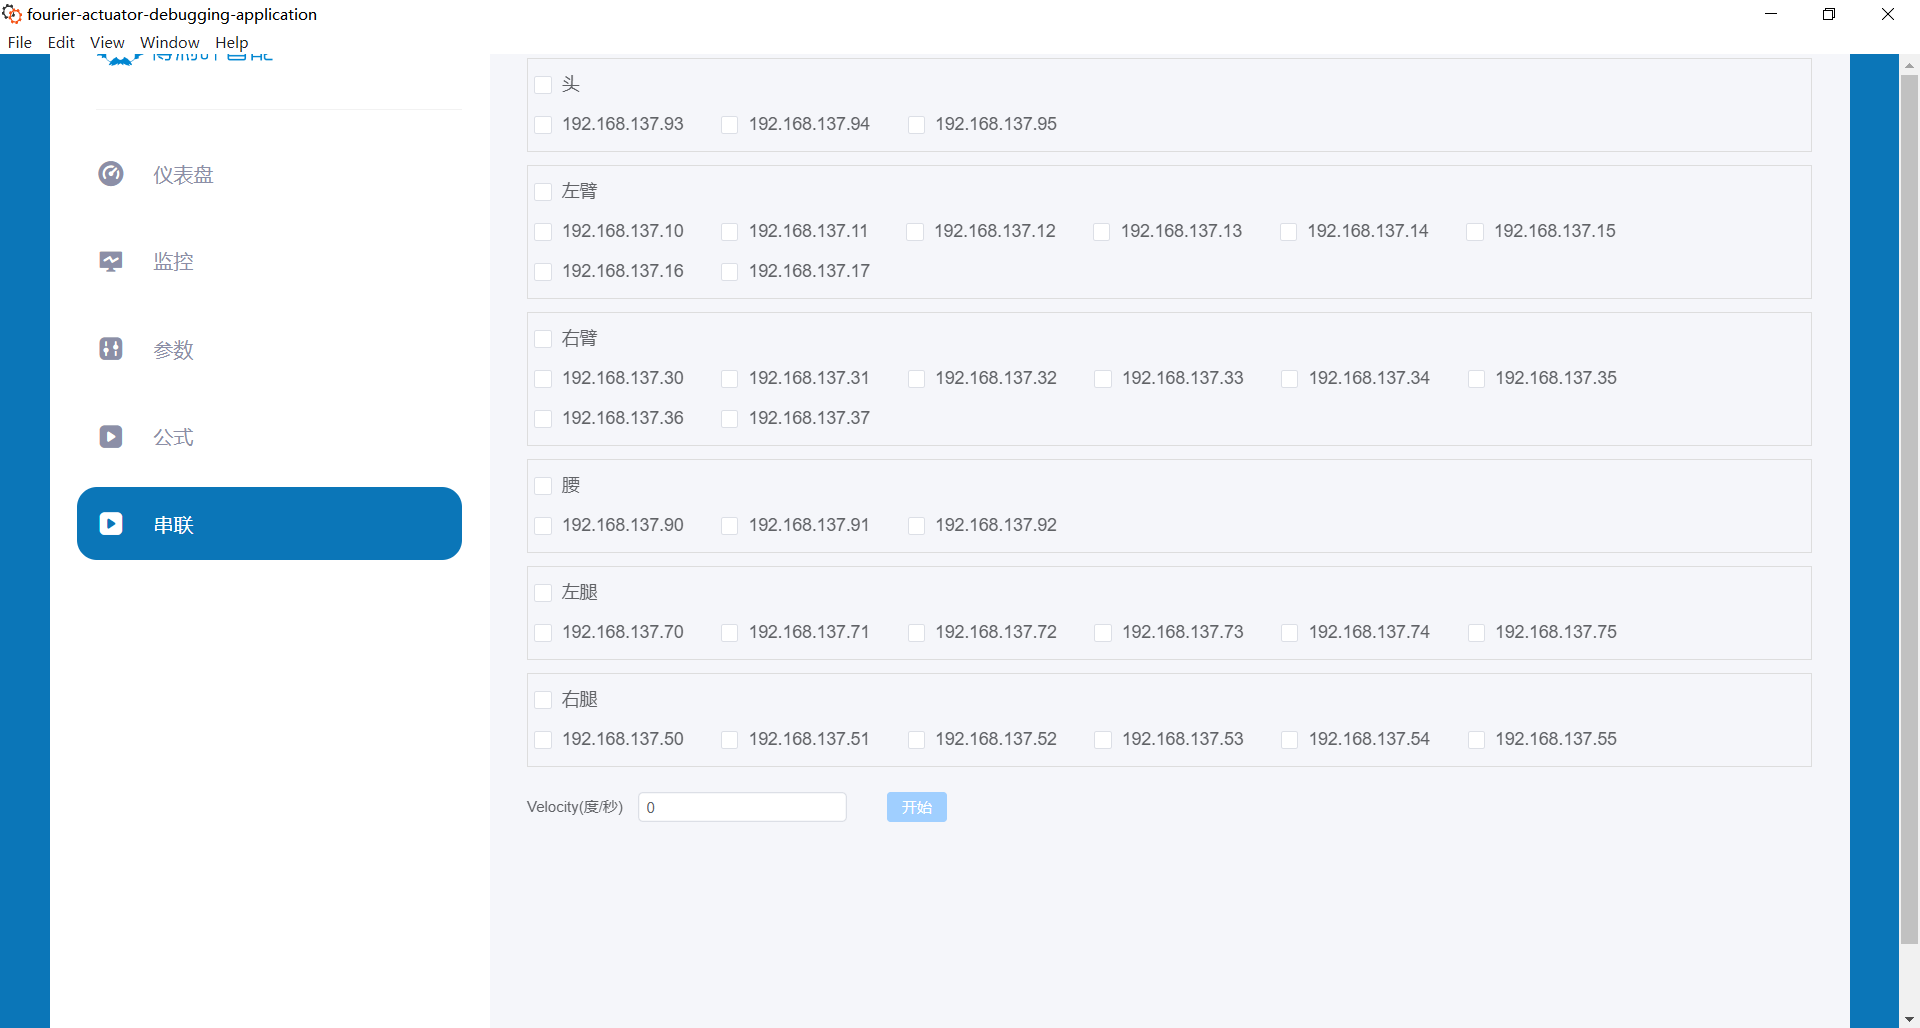 fourier-actuator-debugging-application
File Edit View Window Help
仪表盘
监控
参数
公式
串联
头
192.168.137.93 192.168.137.94 192.168.137.95
左臂
192.168.137.10 192.168.137.11 192.168.137.12 192.168.137.13 192.168.137.14 192.168.137.15
192.168.137.16 192.168.137.17
右臂
192.168.137.30 192.168.137.31 192.168.137.32 192.168.137.33 192.168.137.34 192.168.137.35
192.168.137.36 192.168.137.37
腰
192.168.137.90 192.168.137.91 192.168.137.92
左腿
192.168.137.70 192.168.137.71 192.168.137.72 192.168.137.73 192.168.137.74 192.168.137.75
右腿
192.168.137.50 192.168.137.51 192.168.137.52 192.168.137.53 192.168.137.54 192.168.137.55
Velocity(度/秒) 0 开始